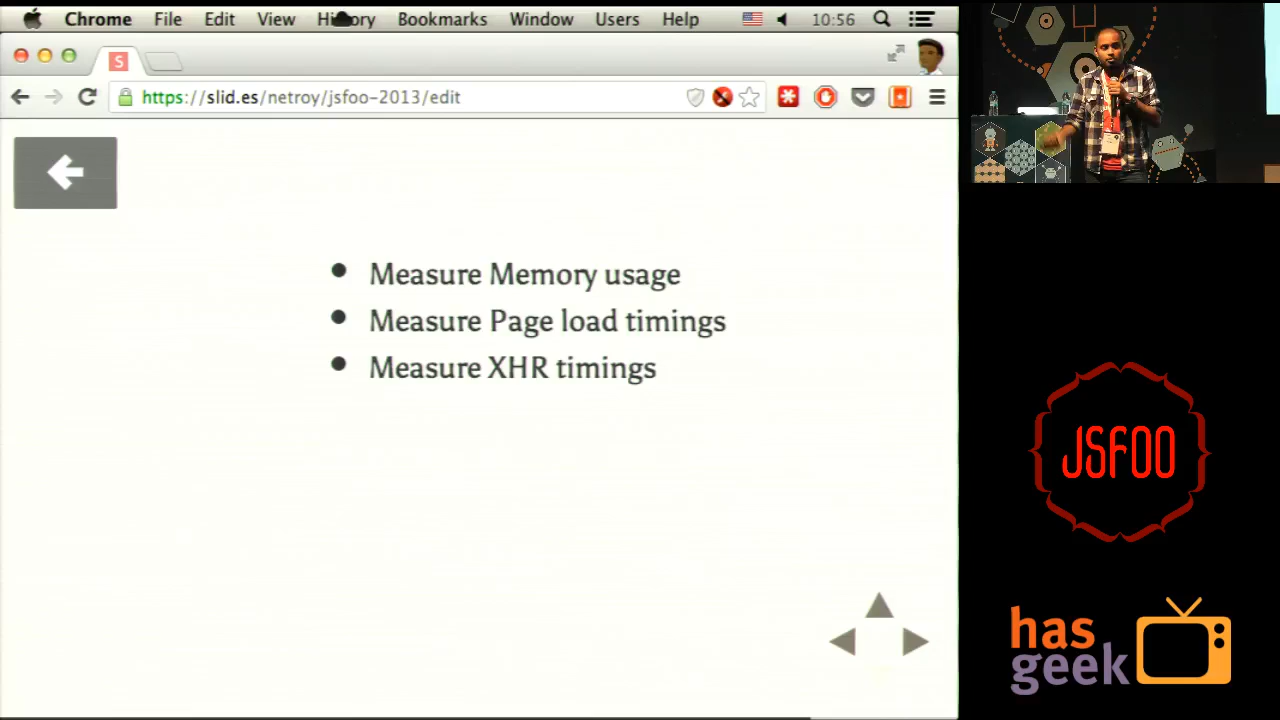 Chrome File Edit View History Bookmarks Window Users Help 10:56
S
https://slid.es/netroy/jsfoo-2013/edit
Measure Memory usage
Measure Page load timings
Measure XHR timings
JSFOO
has
geek